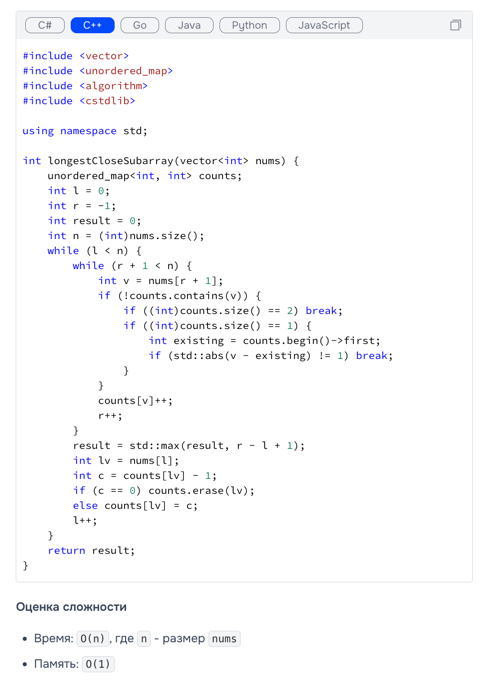 C# C++ Go Java Python JavaScript
#include <vector>
#include <unordered_map>
#include <algorithm>
#include <cstdlib>

using namespace std;

int longestCloseSubarray(vector<int> nums) {
    unordered_map<int, int> counts;
    int l = 0;
    int r = -1;
    int result = 0;
    int n = (int)nums.size();
    while (l < n) {
        while (r + 1 < n) {
            int v = nums[r + 1];
            if (!counts.contains(v)) {
                if ((int)counts.size() == 2) break;
                if ((int)counts.size() == 1) {
                    int existing = counts.begin()->first;
                    if (std::abs(v - existing) != 1) break;
                }
            }
            counts[v]++;
            r++;
        }
        result = std::max(result, r - l + 1);
        int lv = nums[l];
        int c = counts[lv] - 1;
        if (c == 0) counts.erase(lv);
        else counts[lv] = c;
        l++;
    }
    return result;
}
Оценка сложности
• Время: O(n), где n - размер nums
• Память: O(1)